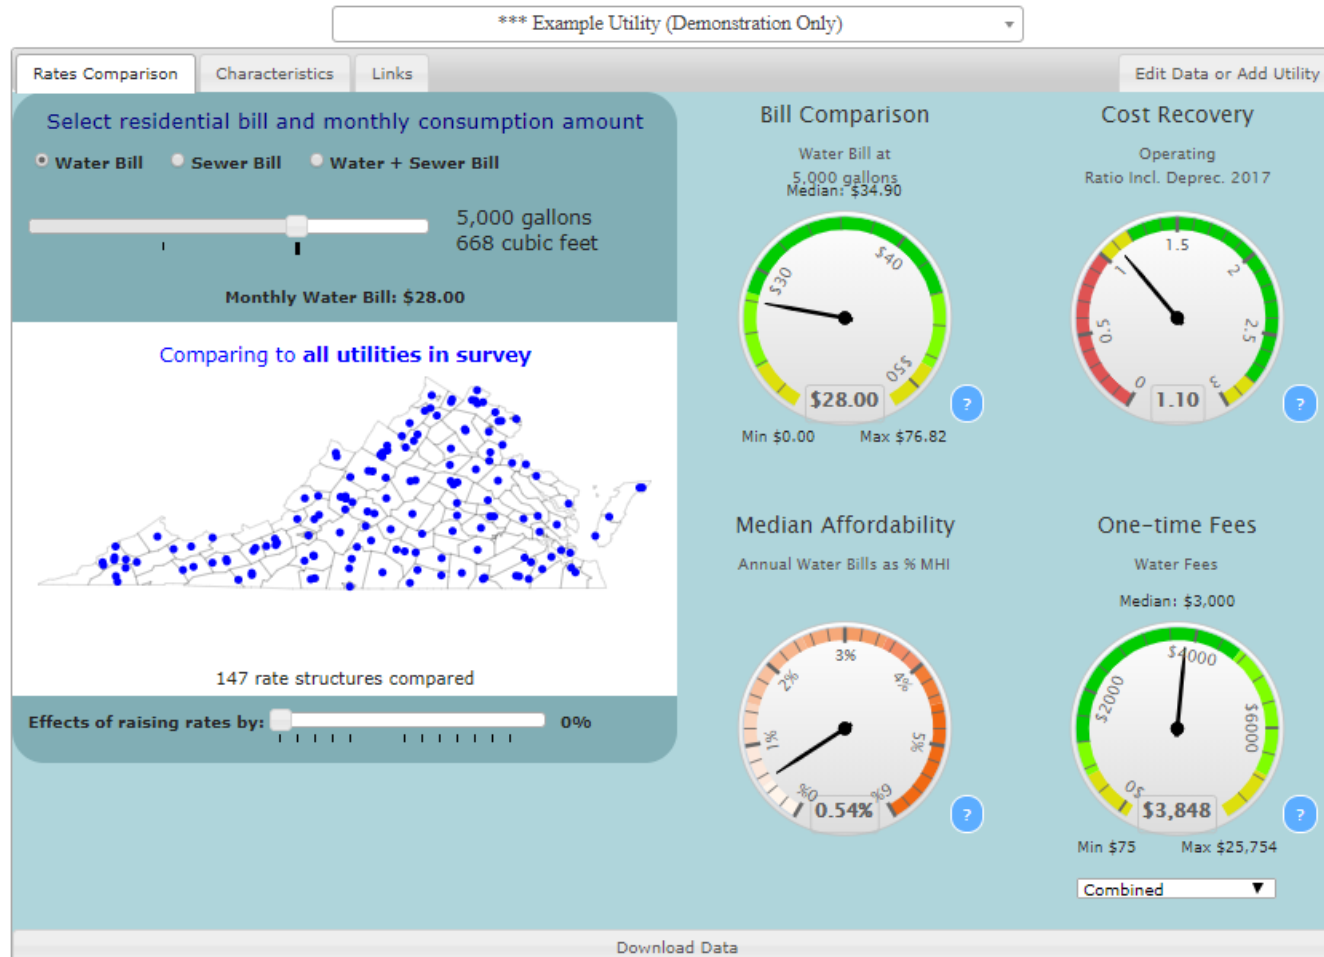 *** Example Utility (Demonstration Only)
Rates Comparison
Characteristics
Links
Edit Data or Add Utility
Select residential bill and monthly consumption amount
Water Bill
Sewer Bill
Water + Sewer Bill
5,000 gallons
668 cubic feet
Monthly Water Bill: $28.00
Comparing to all utilities in survey
147 rate structures compared
Effects of raising rates by:
0%
Bill Comparison
Water Bill at
5,000 gallons
Median: $34.90
$30
$40
$50
$28.00
?
Min $0.00
Max $76.82
Cost Recovery
Operating
Ratio Incl. Deprec. 2017
0
0.5
1
1.5
2
2.5
3
1.10
?
Median Affordability
Annual Water Bills as % MHI
0%
1%
2%
3%
4%
5%
6%
0.54%
?
One-time Fees
Water Fees
Median: $3,000
$0
$2000
$4000
$6000
$3,848
?
Min $75
Max $25,754
Combined
Download Data